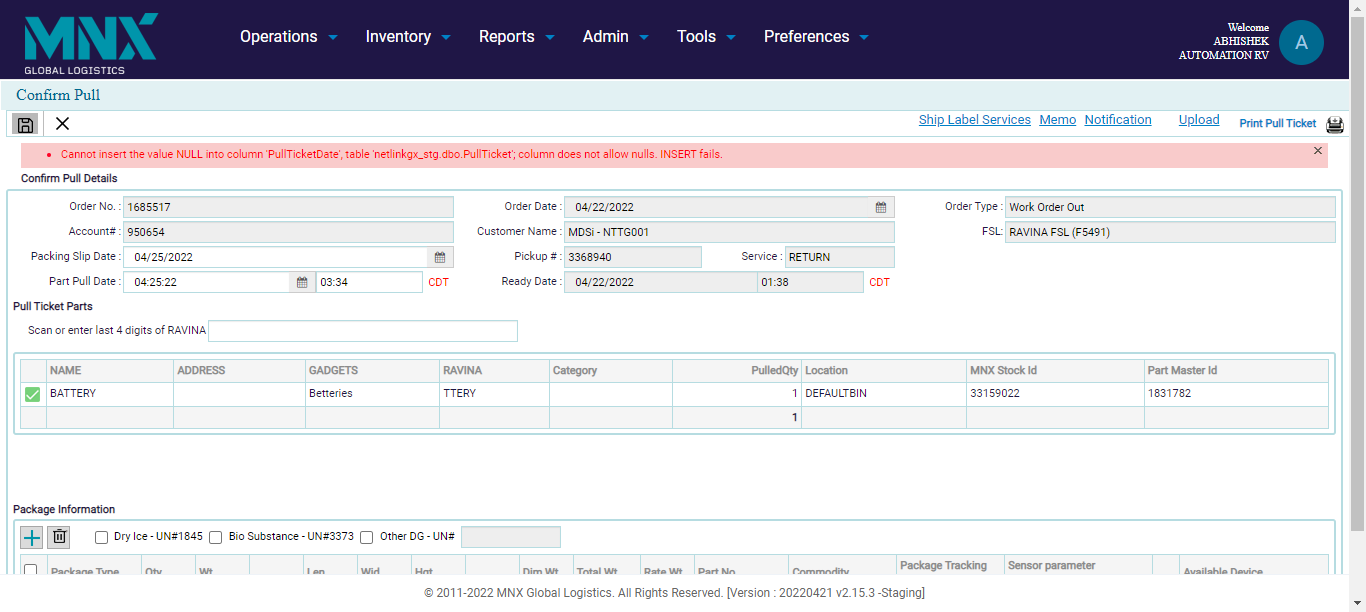 MNX
GLOBAL LOGISTICS
Operations Inventory Reports Admin Tools Preferences
Welcome
ABHISHEK
AUTOMATION RV
A
Confirm Pull
Ship Label Services Memo Notification Upload Print Pull Ticket
• Cannot insert the value NULL into column 'PullTicketDate', table 'netlinkgx_stg.dbo.PullTicket'; column does not allow nulls. INSERT fails.
Confirm Pull Details
Order No. : 1685517 Order Date : 04/22/2022 Order Type : Work Order Out
Account# : 950654 Customer Name : MDSi - NTTG001 FSL: RAVINA FSL (F5491)
Packing Slip Date : 04/25/2022 Pickup # : 3368940 Service : RETURN
Part Pull Date : 04:25:22 03:34 CDT Ready Date : 04/22/2022 01:38 CDT
Pull Ticket Parts
Scan or enter last 4 digits of RAVINA
NAME ADDRESS GADGETS RAVINA Category PulledQty Location MNX Stock Id Part Master Id
BATTERY Betteries TTERY 1 DEFAULTBIN 33159022 1831782
1
Package Information
Dry Ice - UN#1845 Bio Substance - UN#3373 Other DG - UN#
Package Type Qty Wt. Len Wid Hgt Dim Wt. Total Wt. Rate Wt. Part No. Commodity Package Tracking Sensor parameter Available Device
© 2011-2022 MNX Global Logistics. All Rights Reserved. [Version : 20220421 v2.15.3 -Staging]